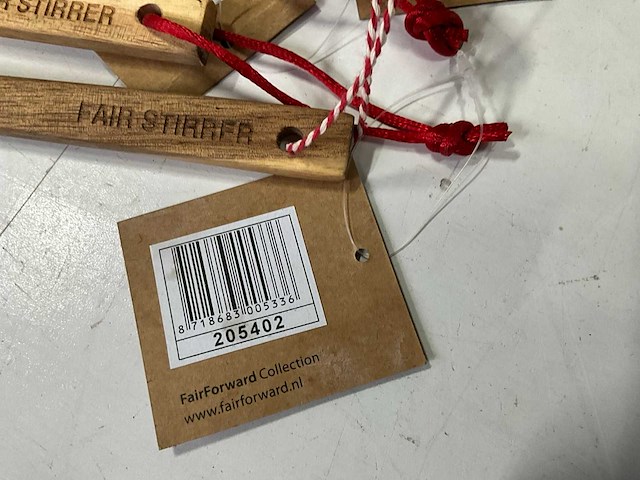 R STIRRER
FAIR STIRRER
8 718683 005336
205402
FairForward Collection
www.fairforward.nl